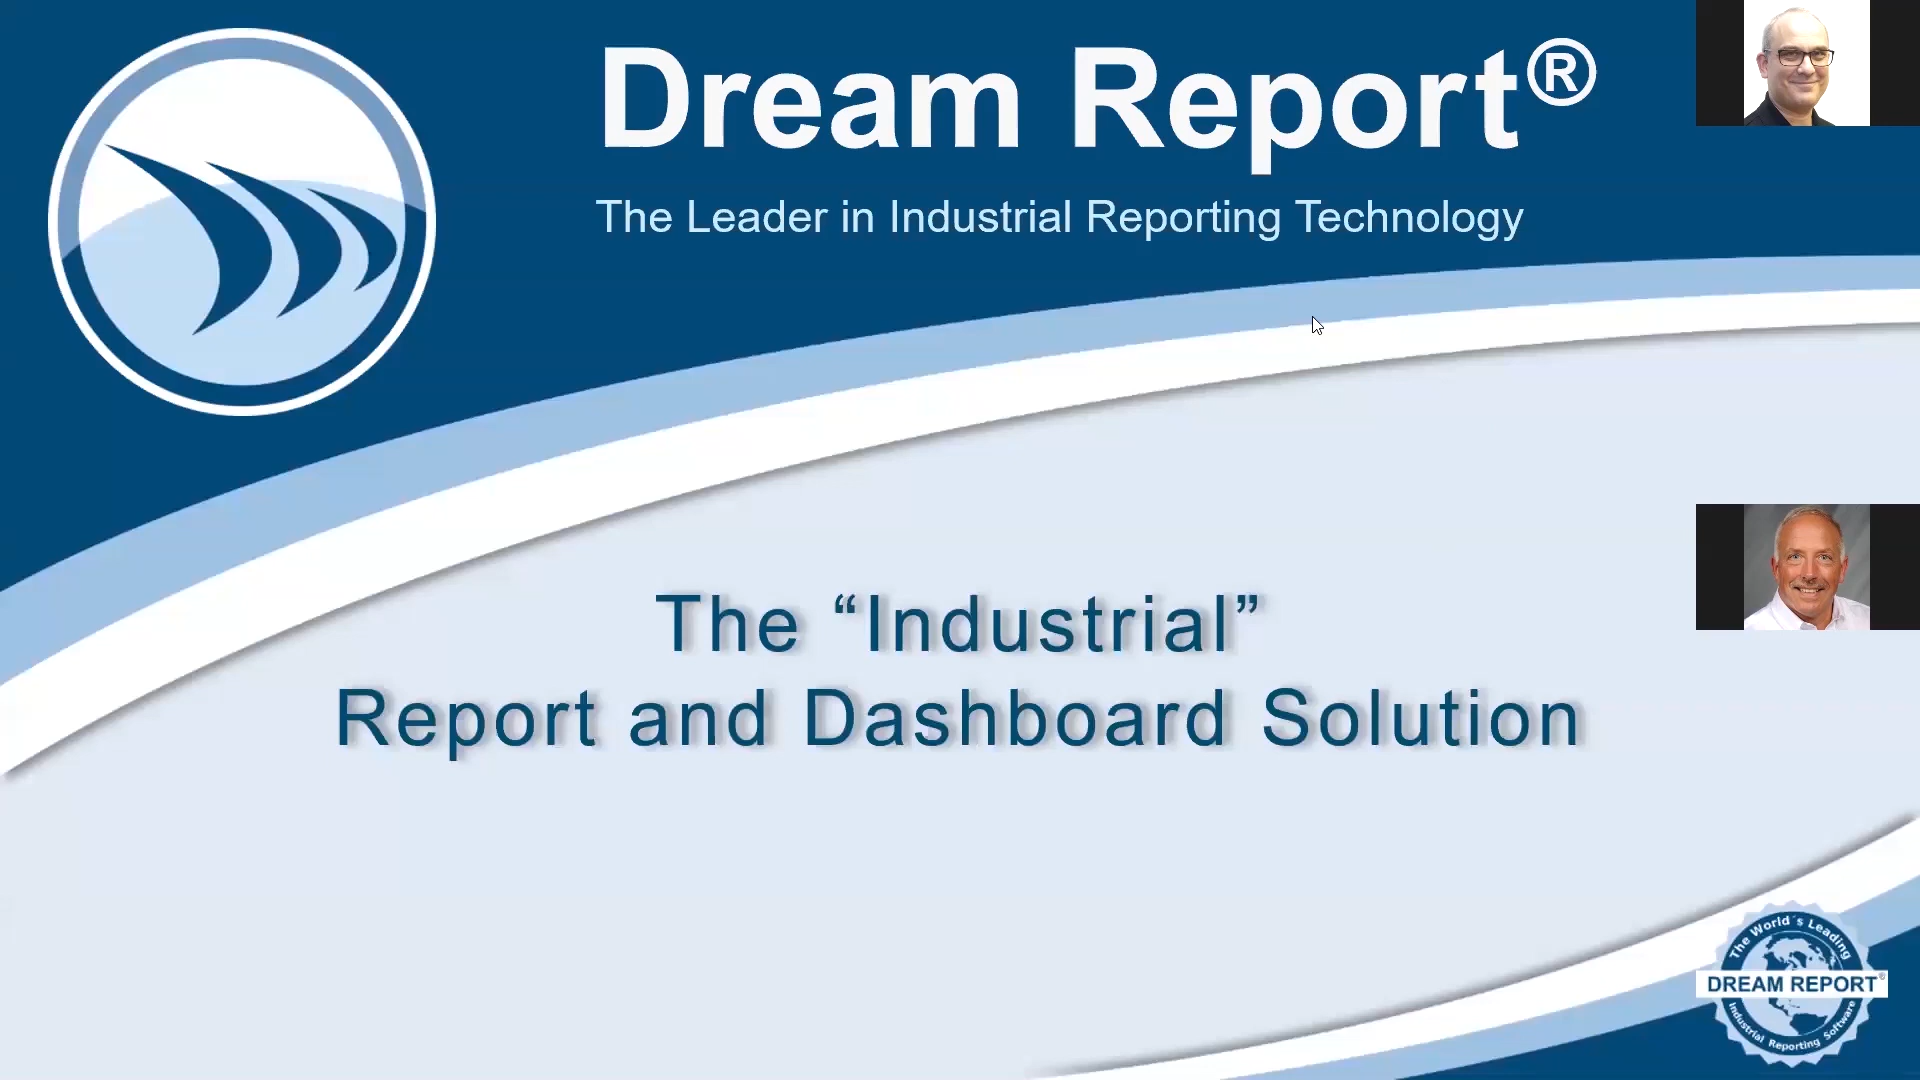 Dream Report®
The Leader in Industrial Reporting Technology
The “Industrial”
Report and Dashboard Solution
The World´s Leading
DREAM REPORT®
Industrial Reporting Software